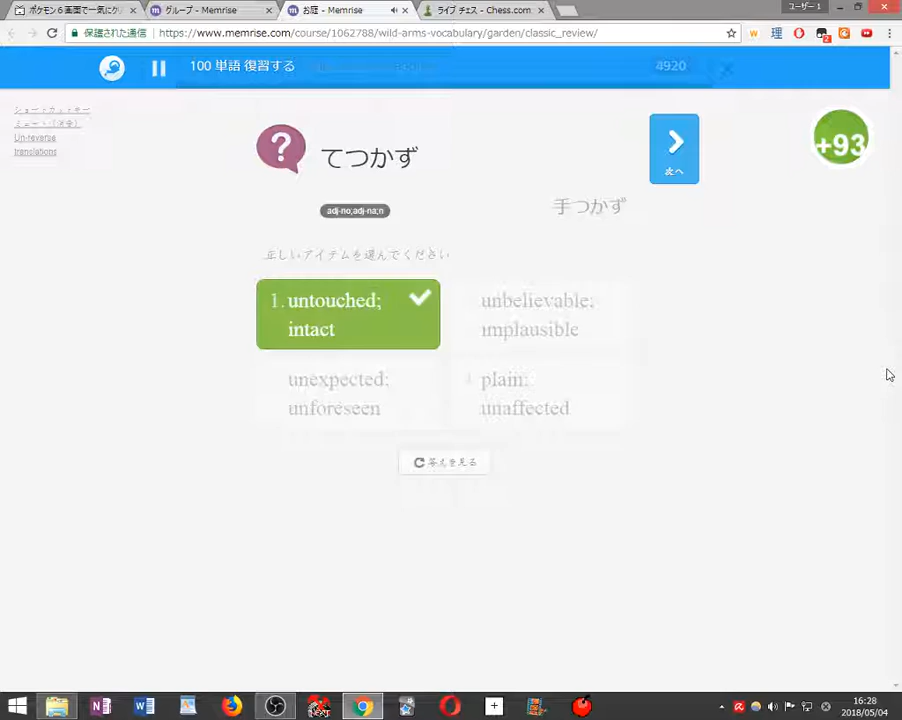 ポケモン6画面で一気にク
グループ - Memrise
お庭 - Memrise
ライブ チェス - Chess.com
ユーザー 1
保護された通信
https://www.memrise.com/course/1062788/wild-arms-vocabulary/garden/classic_review/
100 単語 復習する
4920
Un-reverse
translations
?
てつかず
次へ
+93
adj-no;adj-na;n
手つかず
正しいアイテムを選んでください
1. untouched;
intact
unbelievable;
implausible
unexpected;
unforeseen
plain;
unaffected
答えを見る
16:28
2018/05/04